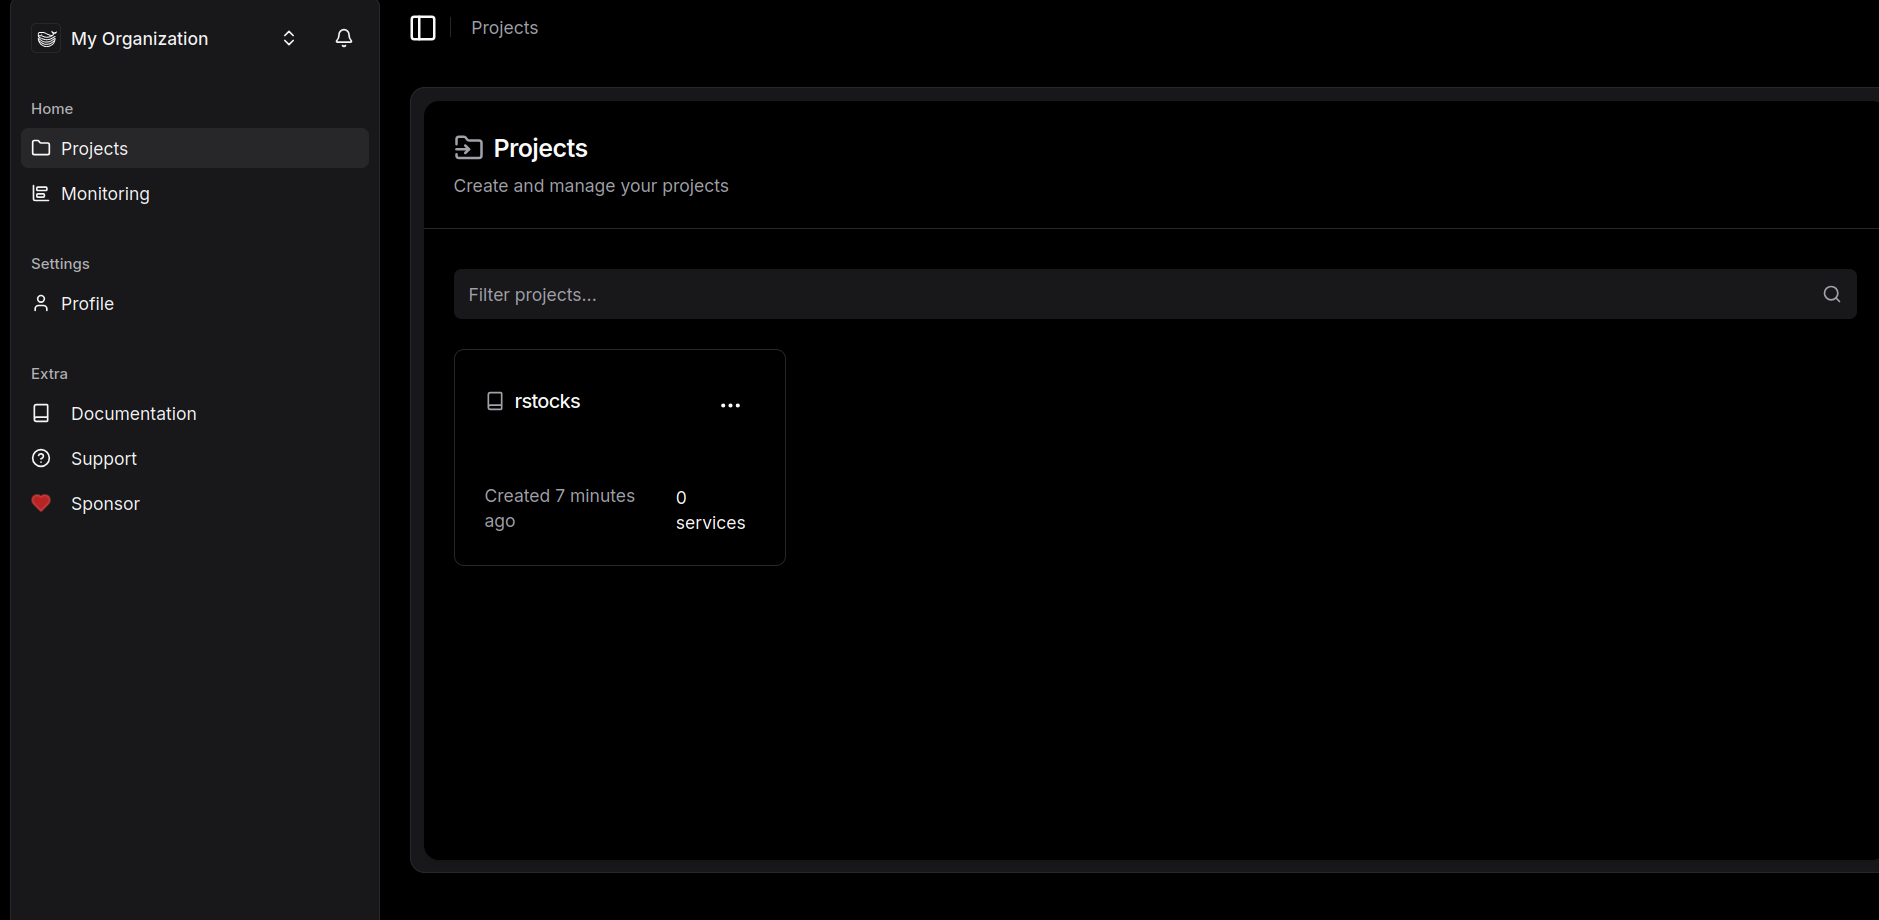 My Organization
Home
Projects
Monitoring
Settings
Profile
Extra
Documentation
Support
Sponsor
Projects
Projects
Create and manage your projects
Filter projects...
rstocks
Created 7 minutes
ago
0
services